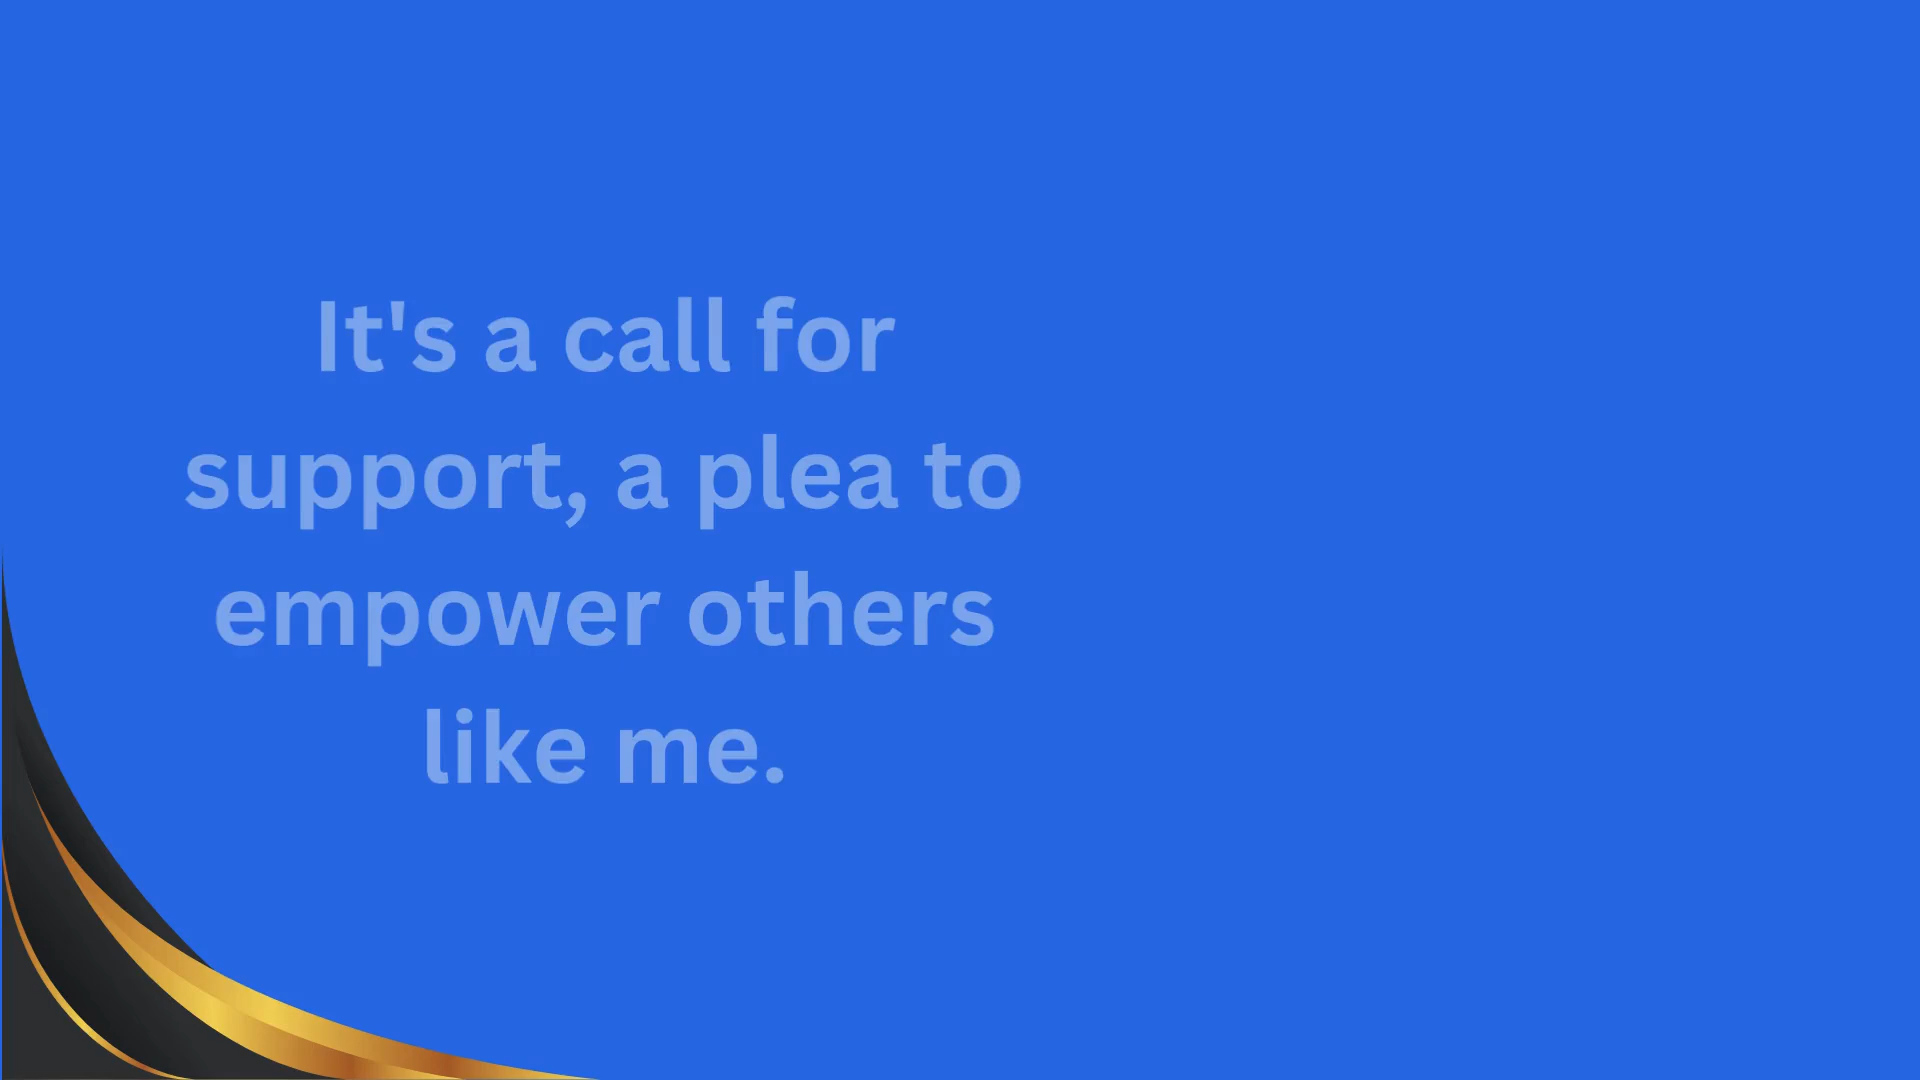 It's a call for
support, a plea to
empower others
like me.